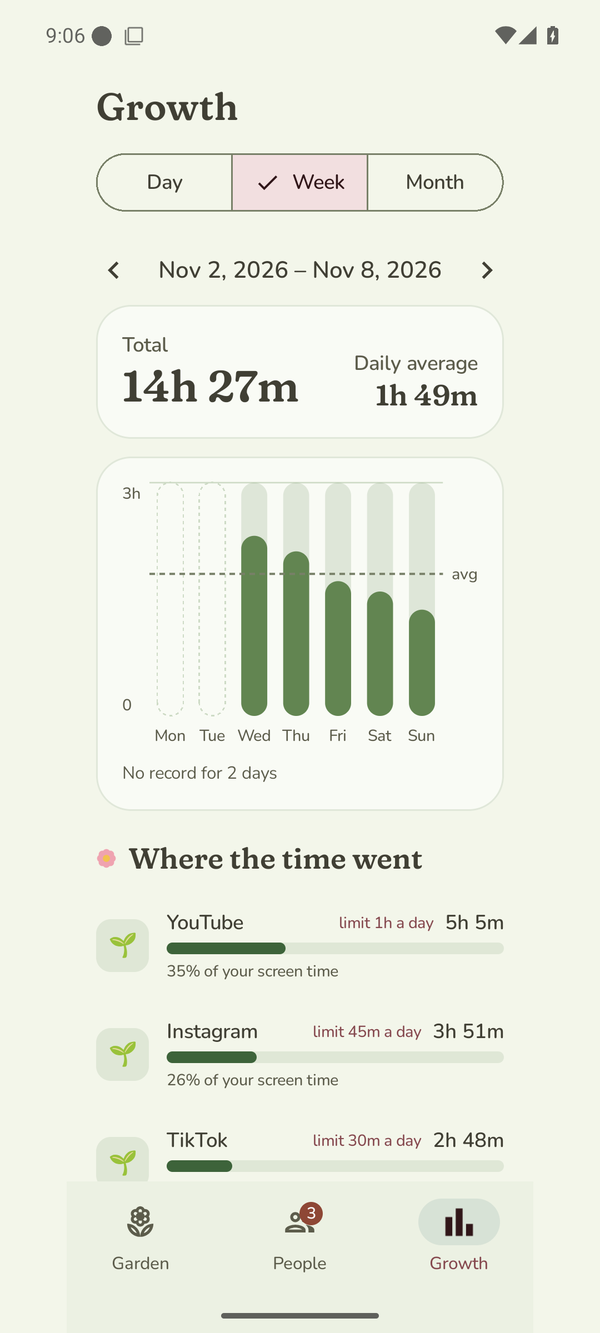 9:06
Growth
Day Week Month
Nov 2, 2026 – Nov 8, 2026
Total
14h 27m
Daily average
1h 49m
3h
avg
0
Mon Tue Wed Thu Fri Sat Sun
No record for 2 days
Where the time went
YouTube limit 1h a day 5h 5m
35% of your screen time
Instagram limit 45m a day 3h 51m
26% of your screen time
TikTok limit 30m a day 2h 48m
3
Garden People Growth